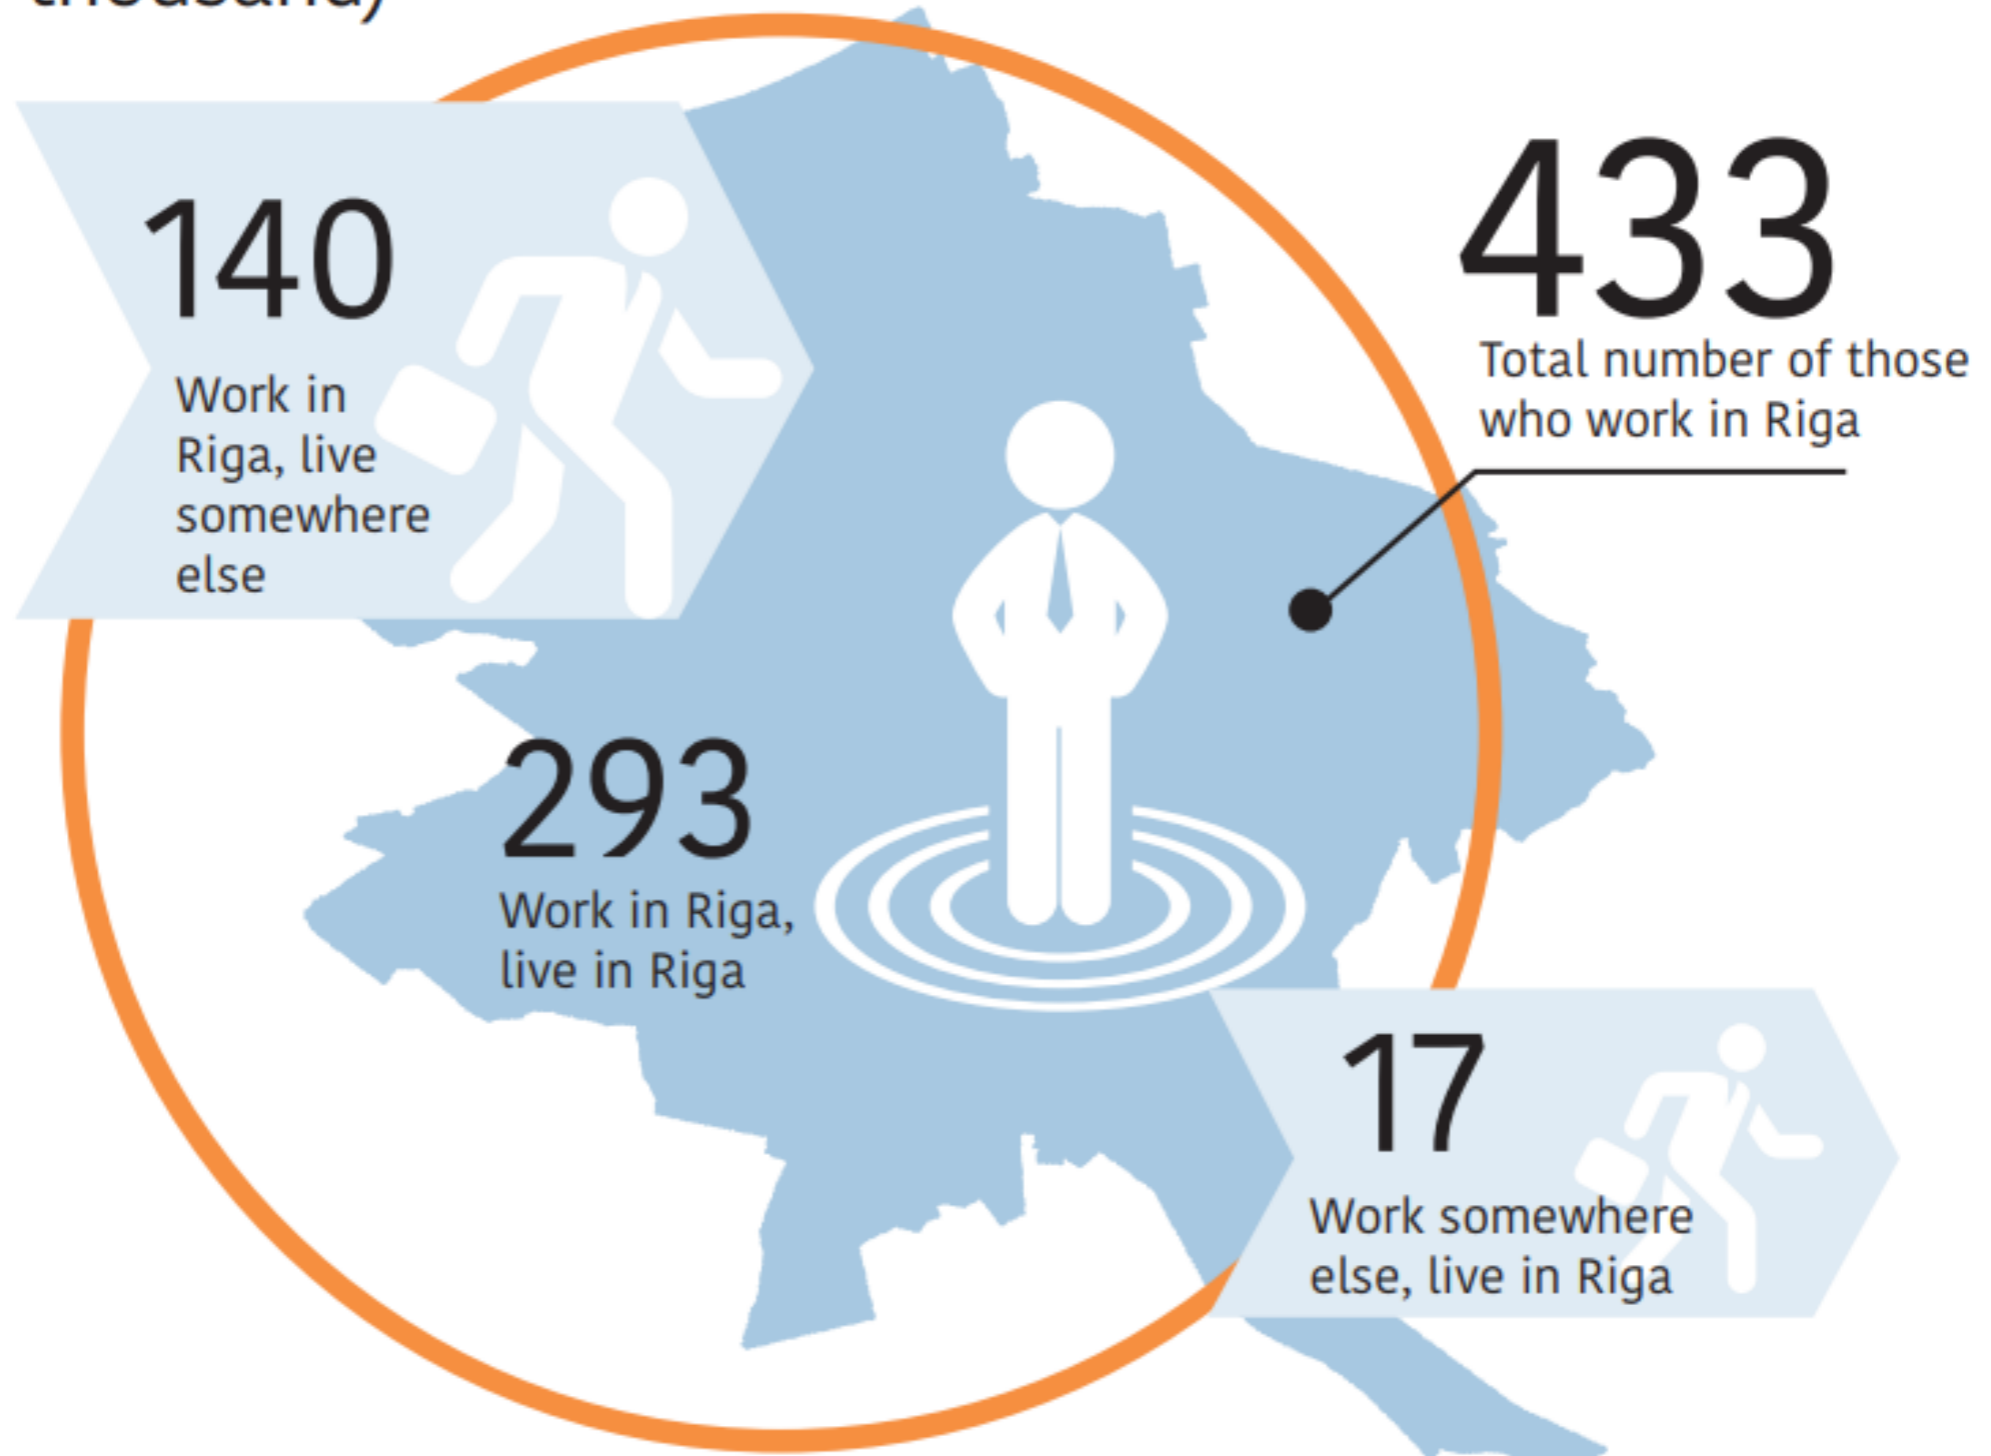 thousand)
140
Work in
Riga, live
somewhere
else
433
Total number of those
who work in Riga
293
Work in Riga,
live in Riga
17
Work somewhere
else, live in Riga